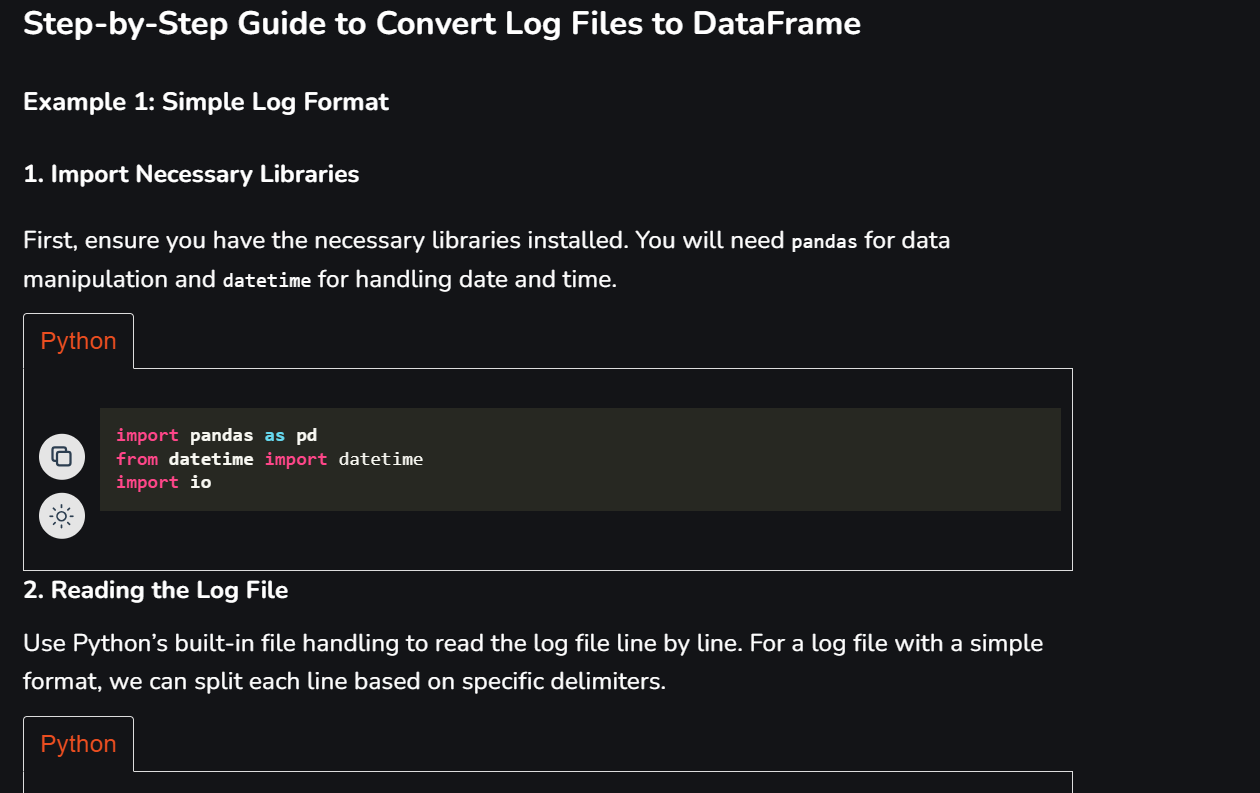 Step-by-Step Guide to Convert Log Files to DataFrame
Example 1: Simple Log Format
1. Import Necessary Libraries
First, ensure you have the necessary libraries installed. You will need pandas for data
manipulation and datetime for handling date and time.
Python
import pandas as pd
from datetime import datetime
import io
2. Reading the Log File
Use Python’s built-in file handling to read the log file line by line. For a log file with a simple
format, we can split each line based on specific delimiters.
Python